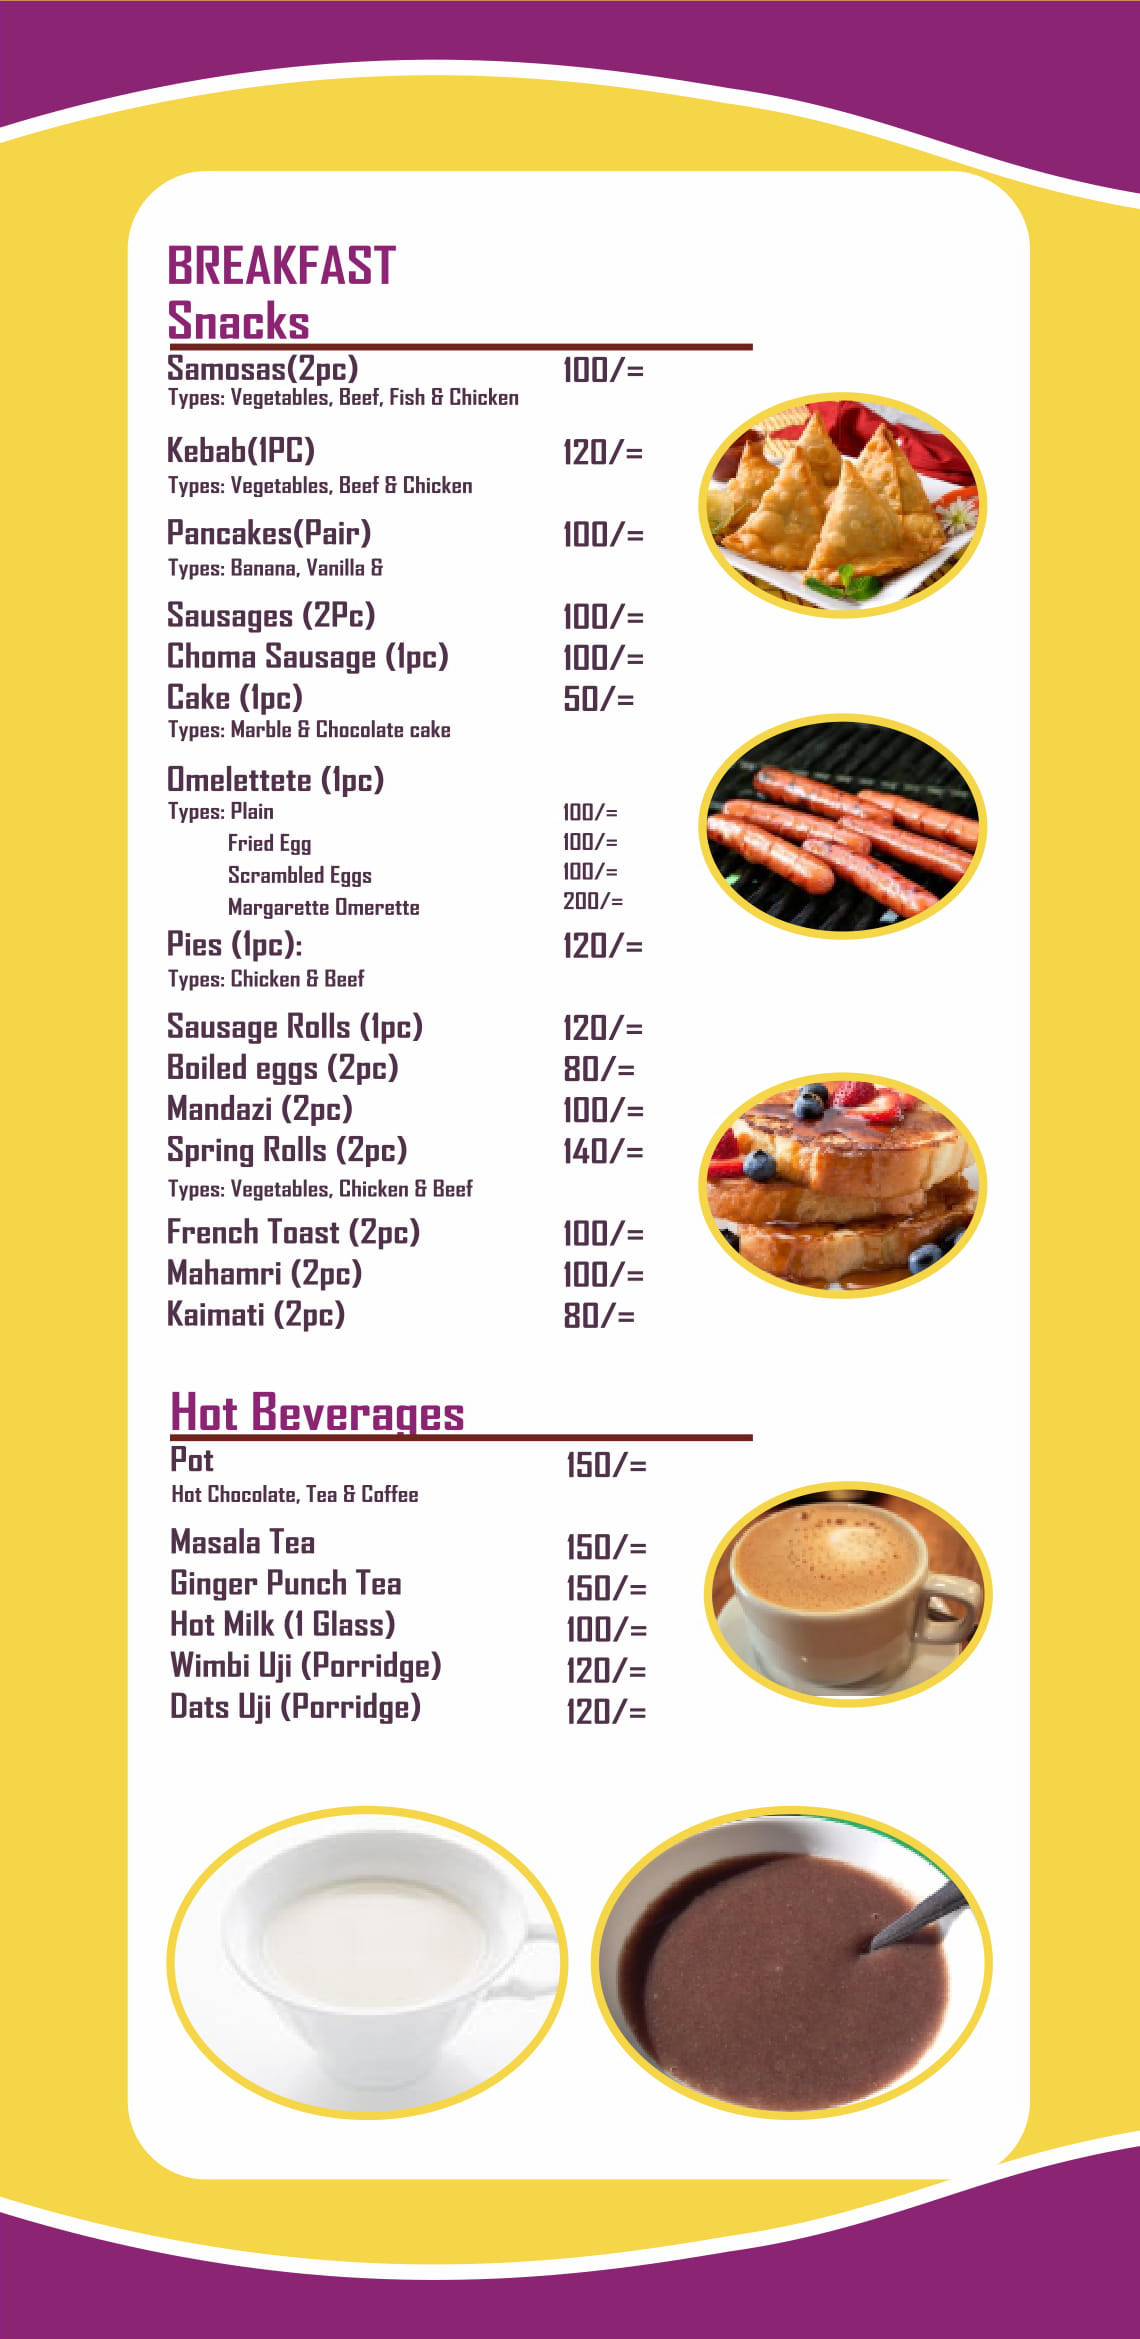 BREAKFAST
Snacks
Samosas(2pc) 100/=
Types: Vegetables, Beef, Fish & Chicken
Kebab(1PC) 120/=
Types: Vegetables, Beef & Chicken
Pancakes(Pair) 100/=
Types: Banana, Vanilla &
Sausages (2Pc) 100/=
Choma Sausage (1pc) 100/=
Cake (1pc) 50/=
Types: Marble & Chocolate cake
Omelettete (1pc)
Types: Plain 100/=
Fried Egg 100/=
Scrambled Eggs 100/=
Margarette Omerette 200/=
Pies (1pc): 120/=
Types: Chicken & Beef
Sausage Rolls (1pc) 120/=
Boiled eggs (2pc) 80/=
Mandazi (2pc) 100/=
Spring Rolls (2pc) 140/=
Types: Vegetables, Chicken & Beef
French Toast (2pc) 100/=
Mahamri (2pc) 100/=
Kaimati (2pc) 80/=
Hot Beverages
Pot 150/=
Hot Chocolate, Tea & Coffee
Masala Tea 150/=
Ginger Punch Tea 150/=
Hot Milk (1 Glass) 100/=
Wimbi Uji (Porridge) 120/=
Oats Uji (Porridge) 120/=